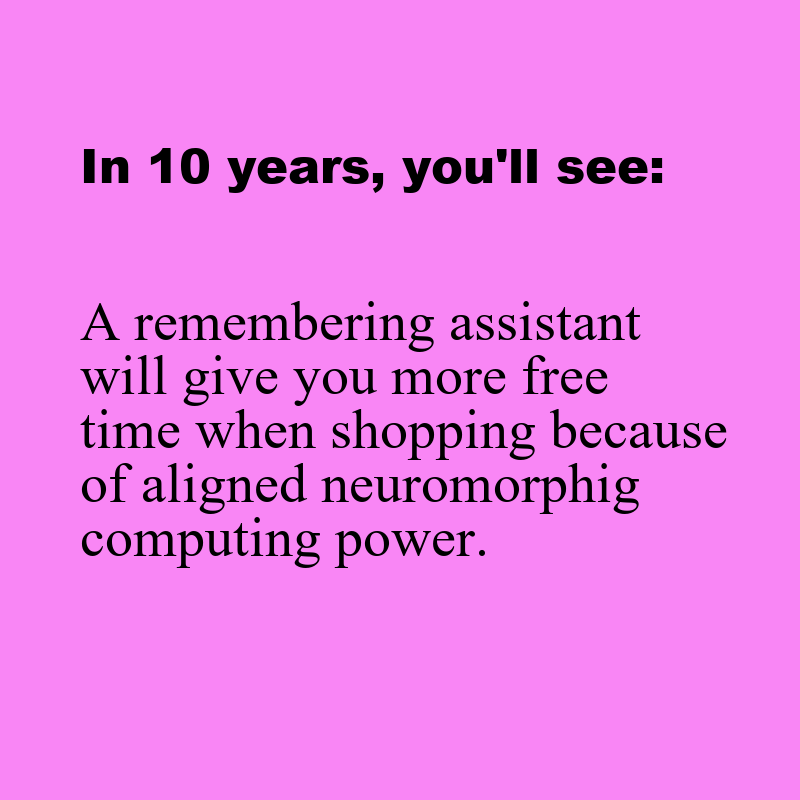 In 10 years, you'll see:
A remembering assistant
will give you more free
time when shopping because
of aligned neuromorphig
computing power.